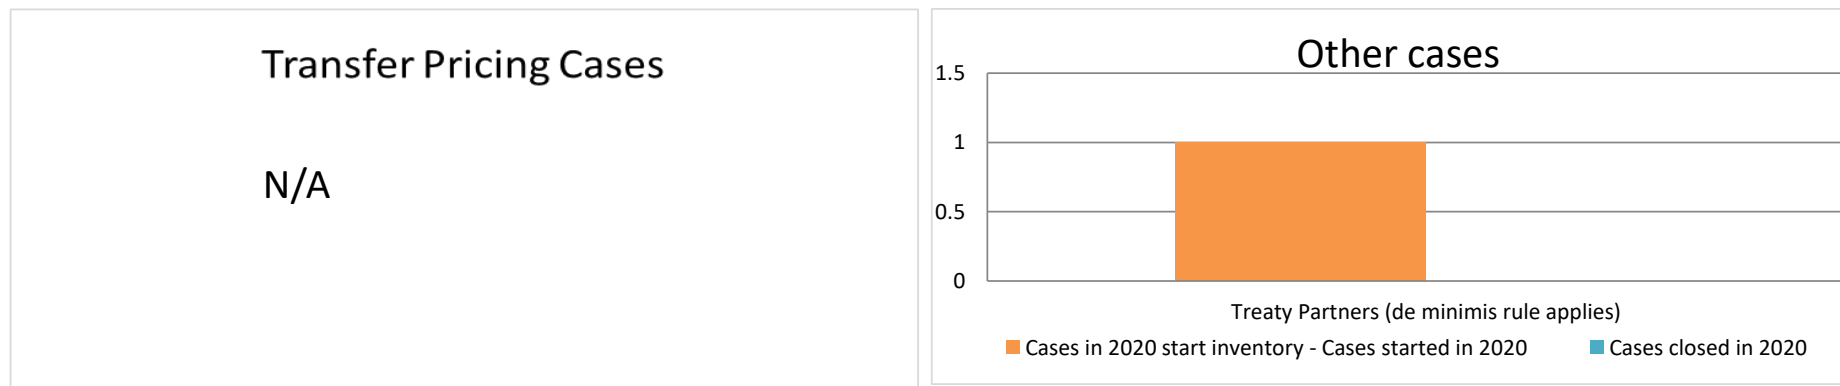 Transfer Pricing Cases
N/A
Other cases
1.5
1
0.5
0
Treaty Partners (de minimis rule applies)
Cases in 2020 start inventory - Cases started in 2020
Cases closed in 2020